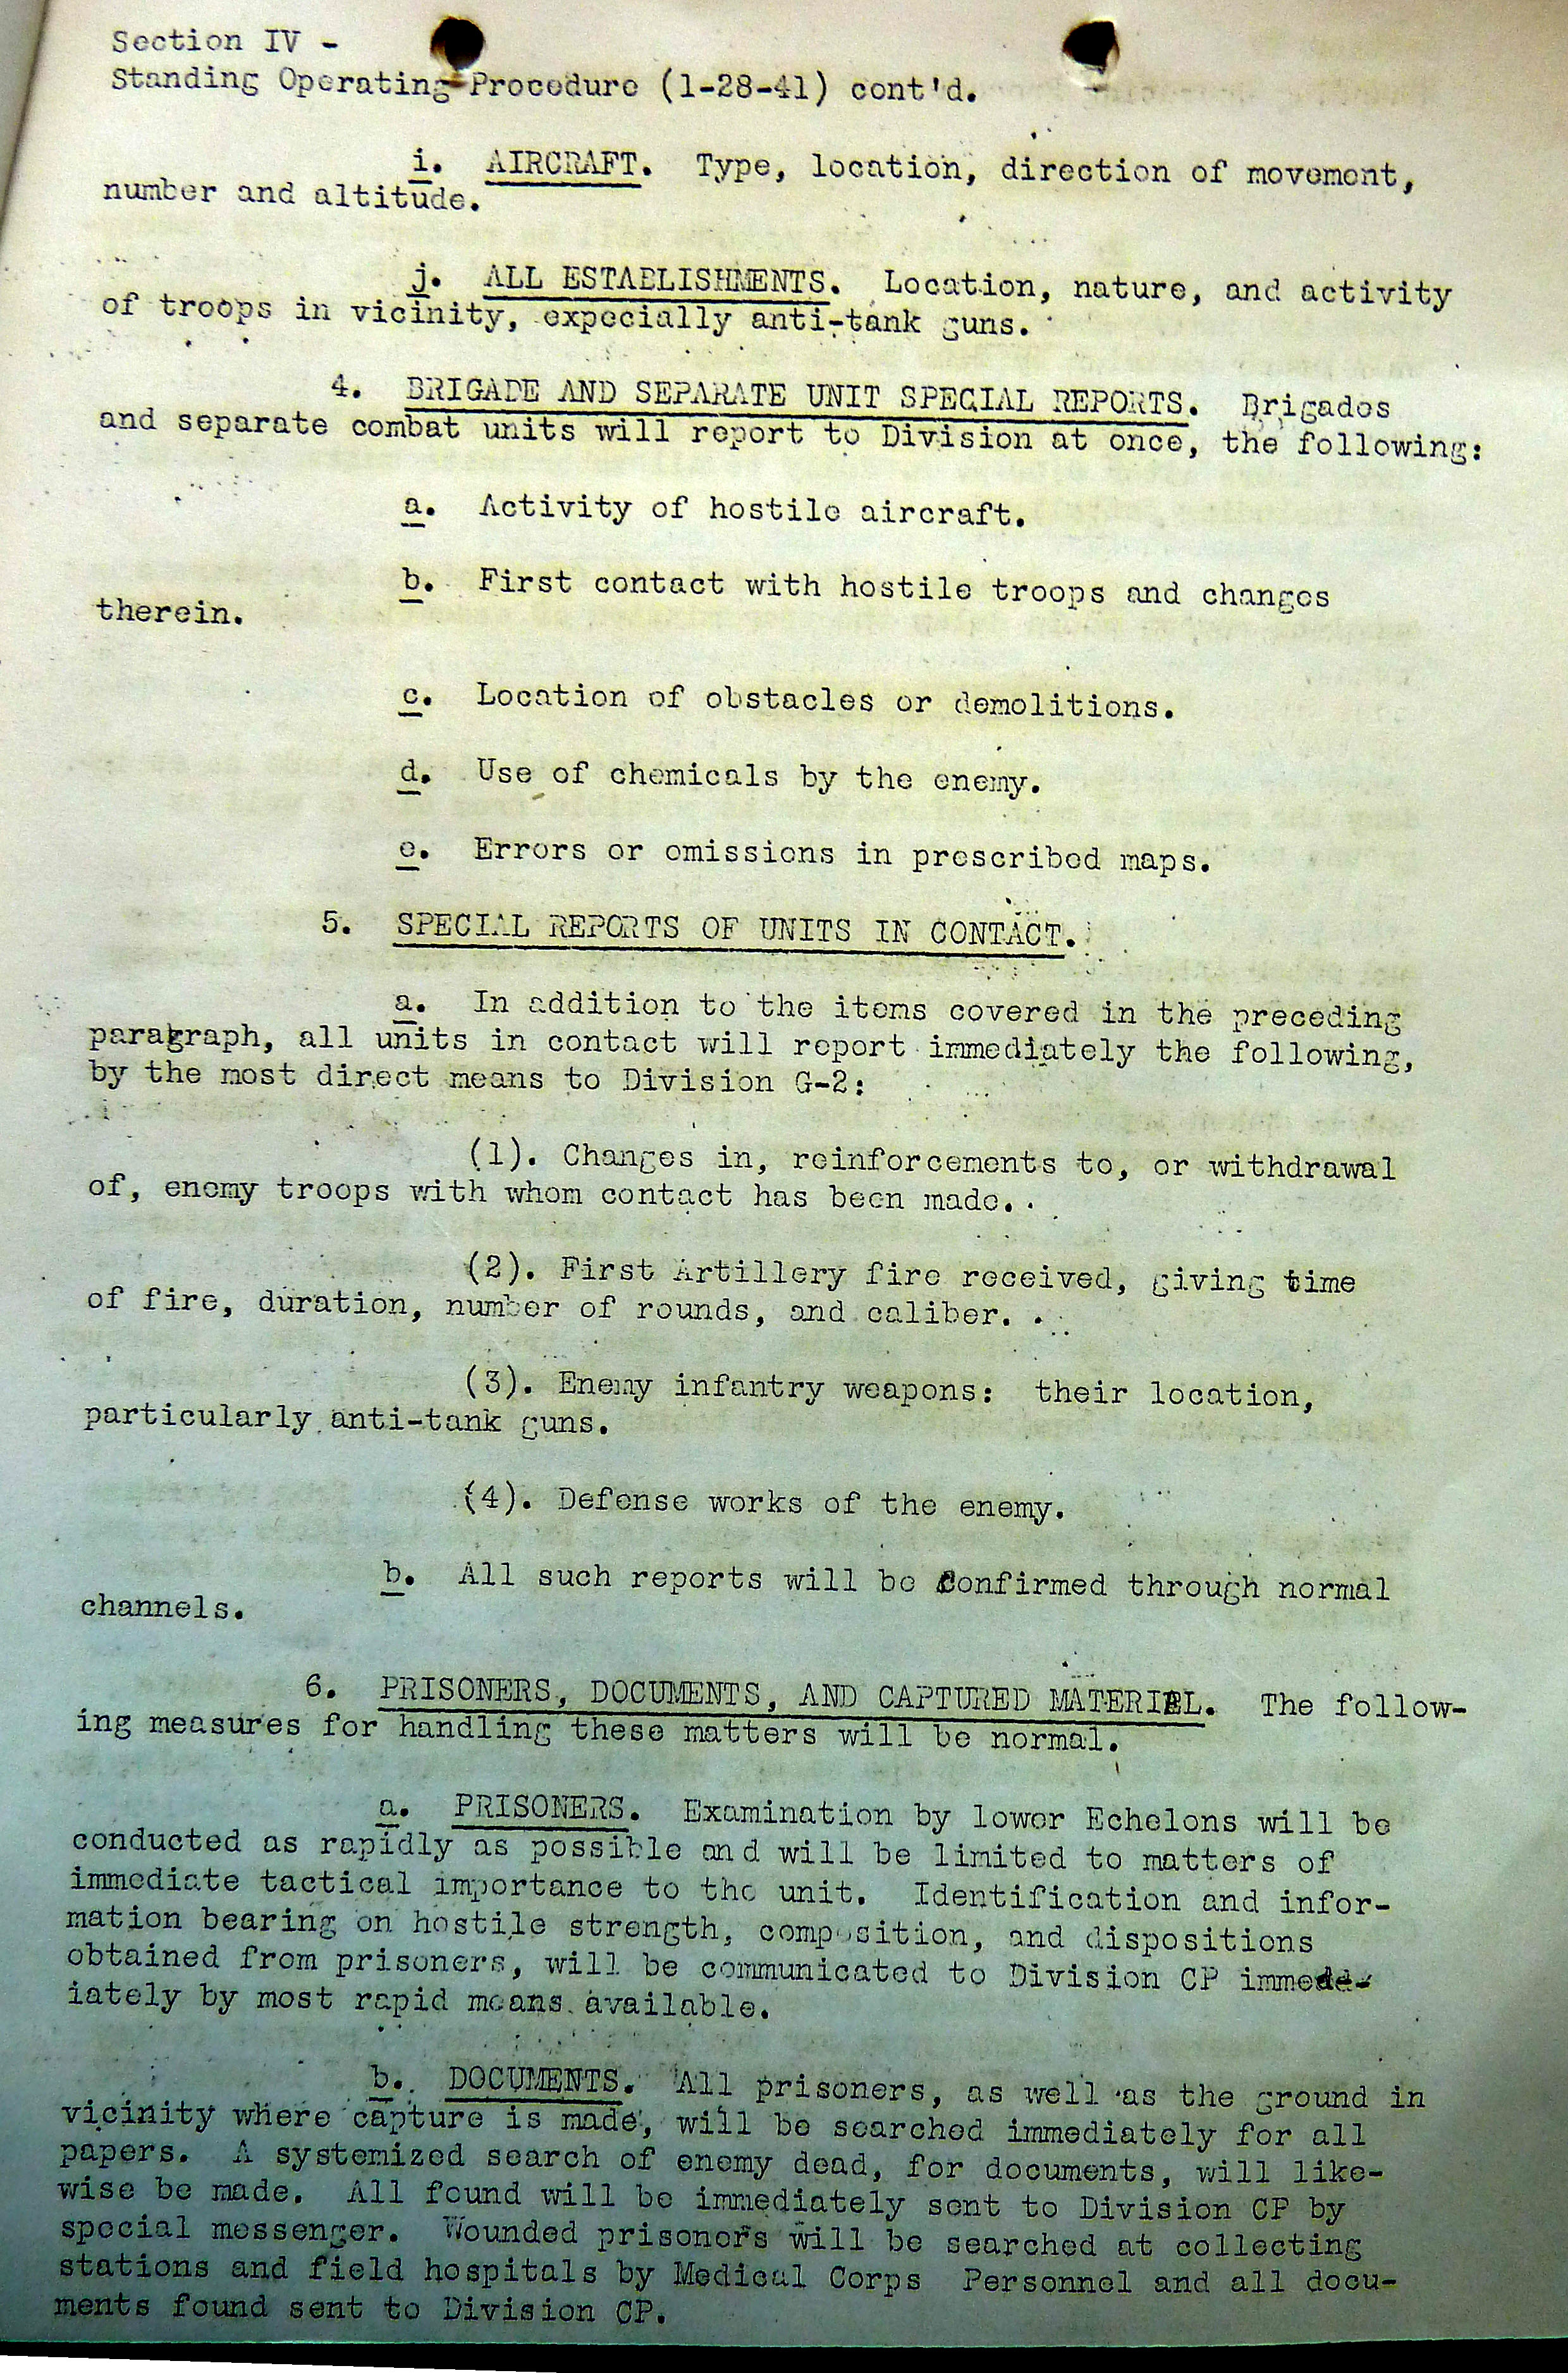 Section IV -
Standing Operating Procedure (1-28-41) cont'd.
i. AIRCRAFT. Type, location, direction of movement,
number and altitude.
j. ALL ESTABLISHMENTS. Location, nature, and activity
of troops in vicinity, expecially anti-tank guns.
4. BRIGADE AND SEPARATE UNIT SPECIAL REPORTS. Brigades
and separate combat units will report to Division at once, the following:
a. Activity of hostile aircraft.
b. First contact with hostile troops and changes
therein.
c. Location of obstacles or demolitions.
d. Use of chemicals by the enemy.
e. Errors or omissions in prescribed maps.
5. SPECIAL REPORTS OF UNITS IN CONTACT.
a. In addition to the items covered in the preceding
paragraph, all units in contact will report immediately the following,
by the most direct means to Division G-2:
(1). Changes in, reinforcements to, or withdrawal
of, enemy troops with whom contact has been made.
(2). First Artillery fire received, giving time
of fire, duration, number of rounds, and caliber.
(3). Enemy infantry weapons: their location,
particularly anti-tank guns.
(4). Defense works of the enemy.
b. All such reports will be confirmed through normal
channels.
6. PRISONERS, DOCUMENTS, AND CAPTURED MATERIEL. The follow-
ing measures for handling these matters will be normal.
a. PRISONERS. Examination by lower Echelons will be
conducted as rapidly as possible and will be limited to matters of
immediate tactical importance to the unit. Identification and infor-
mation bearing on hostile strength, composition, and dispositions
obtained from prisoners, will be communicated to Division CP immed-
iately by most rapid means available.
b. DOCUMENTS. All prisoners, as well as the ground in
vicinity where capture is made, will be searched immediately for all
papers. A systemized search of enemy dead, for documents, will like-
wise be made. All found will be immediately sent to Division CP by
special messenger. Wounded prisoners will be searched at collecting
stations and field hospitals by Medical Corps Personnel and all docu-
ments found sent to Division CP.